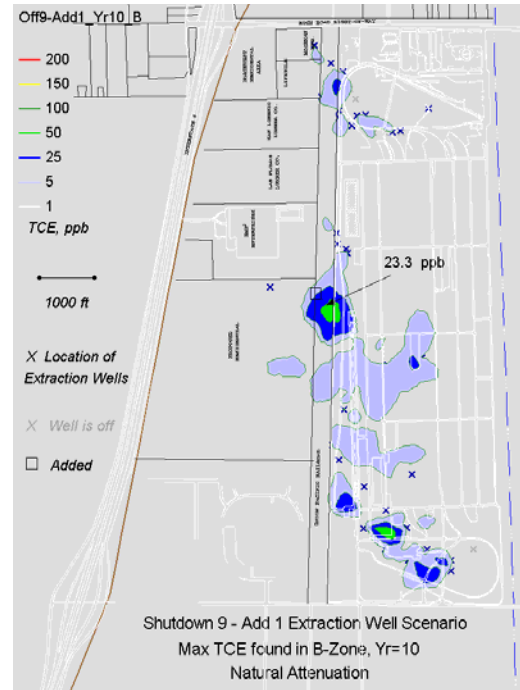 Off9-Add1_Yr10_B
200
150
100
50
25
5
1
TCE, ppb
1000 ft
X Location of
Extraction Wells
X Well is off
Added
23.3 ppb
Shutdown 9 - Add 1 Extraction Well Scenario
Max TCE found in B-Zone, Yr=10
Natural Attenuation